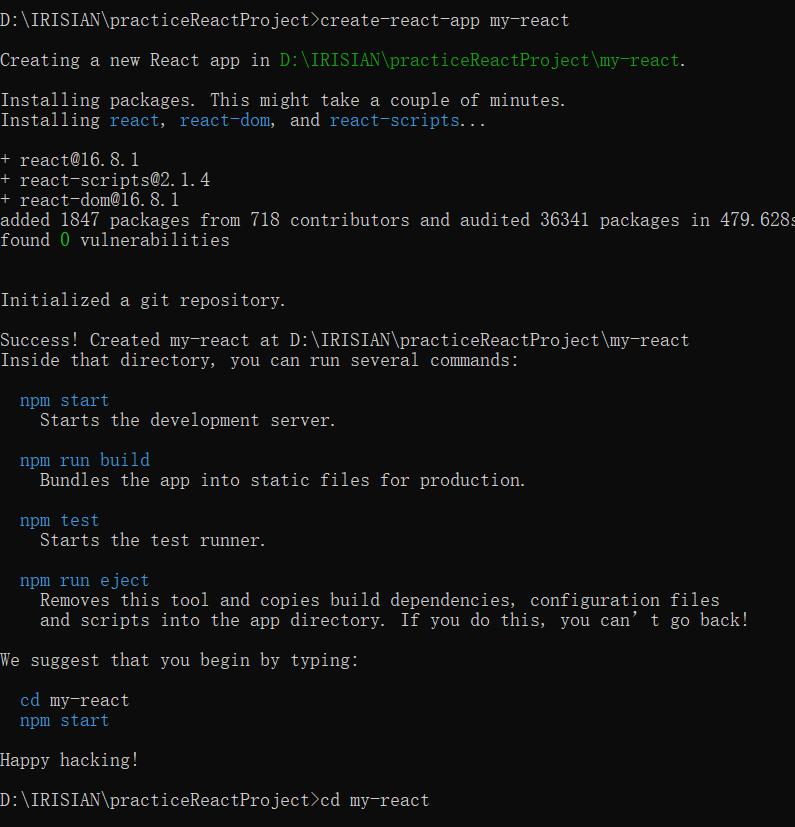 D:\IRISIAN\practiceReactProject>create-react-app my-react
Creating a new React app in D:\IRISIAN\practiceReactProject\my-react.
Installing packages. This might take a couple of minutes.
Installing react, react-dom, and react-scripts...
+ react@16.8.1
+ react-scripts@2.1.4
+ react-dom@16.8.1
added 1847 packages from 718 contributors and audited 36341 packages in 479.628s
found 0 vulnerabilities
Initialized a git repository.
Success! Created my-react at D:\IRISIAN\practiceReactProject\my-react
Inside that directory, you can run several commands:
npm start
Starts the development server.
npm run build
Bundles the app into static files for production.
npm test
Starts the test runner.
npm run eject
Removes this tool and copies build dependencies, configuration files
and scripts into the app directory. If you do this, you can’t go back!
We suggest that you begin by typing:
cd my-react
npm start
Happy hacking!
D:\IRISIAN\practiceReactProject>cd my-react